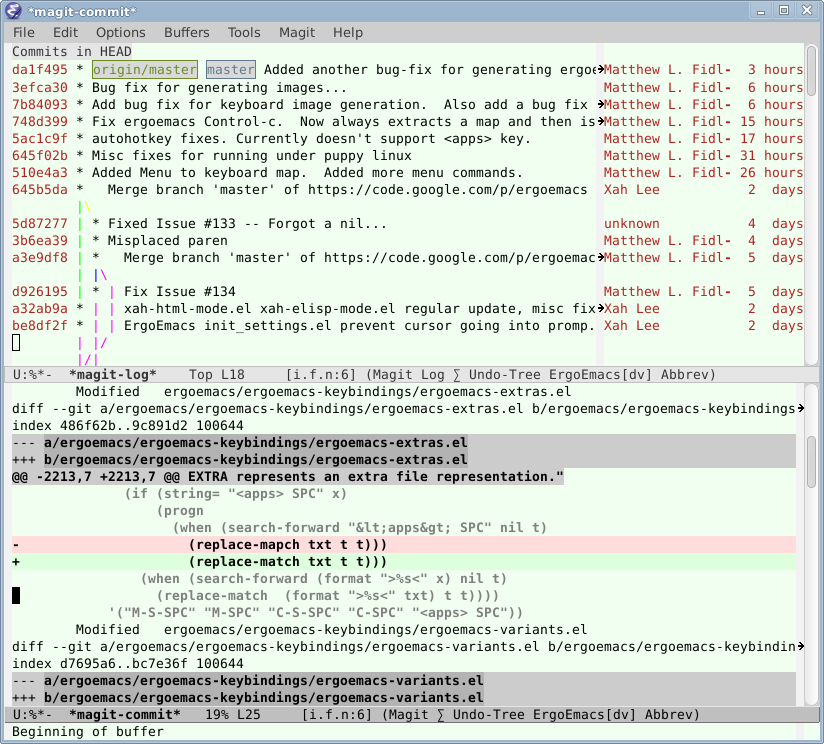 *magit-commit*
File Edit Options Buffers Tools Magit Help
Commits in HEAD
da1f495 * origin/master master Added another bug-fix for generating ergoe Matthew L. Fidl- 3 hours
3efca30 * Bug fix for generating images... Matthew L. Fidl- 6 hours
7b84093 * Add bug fix for keyboard image generation.  Also add a bug fix Matthew L. Fidl- 6 hours
748d399 * Fix ergoemacs Control-c.  Now always extracts a map and then is Matthew L. Fidl- 15 hours
5ac1c9f * autohotkey fixes. Currently doesn't support <apps> key. Matthew L. Fidl- 17 hours
645f02b * Misc fixes for running under puppy linux Matthew L. Fidl- 31 hours
510e4a3 * Added Menu to keyboard map.  Added more menu commands. Matthew L. Fidl- 26 hours
645b5da *   Merge branch 'master' of https://code.google.com/p/ergoemacs Xah Lee 2 days
|\
5d87277 | * Fixed Issue #133 -- Forgot a nil... unknown 4 days
3b6ea39 | * Misplaced paren Matthew L. Fidl- 4 days
a3e9df8 | *   Merge branch 'master' of https://code.google.com/p/ergoemac Matthew L. Fidl- 5 days
| |\
d926195 | * | Fix Issue #134 Matthew L. Fidl- 5 days
a32ab9a * | | xah-html-mode.el xah-elisp-mode.el regular update, misc fix Xah Lee 2 days
be8df2f * | | ErgoEmacs init_settings.el prevent cursor going into promp. Xah Lee 2 days
| |/
|/|
U:%*-  *magit-log*    Top L18     [i.f.n:6] (Magit Log ∑ Undo-Tree ErgoEmacs[dv] Abbrev)
Modified   ergoemacs/ergoemacs-keybindings/ergoemacs-extras.el
diff --git a/ergoemacs/ergoemacs-keybindings/ergoemacs-extras.el b/ergoemacs/ergoemacs-keybindings
index 486f62b..9c891d2 100644
--- a/ergoemacs/ergoemacs-keybindings/ergoemacs-extras.el
+++ b/ergoemacs/ergoemacs-keybindings/ergoemacs-extras.el
@@ -2213,7 +2213,7 @@ EXTRA represents an extra file representation."
(if (string= "<apps> SPC" x)
(progn
(when (search-forward "&lt;apps&gt; SPC" nil t)
-                     (replace-mapch txt t t)))
+                     (replace-match txt t t)))
(when (search-forward (format ">%s<" x) nil t)
(replace-match  (format ">%s<" txt) t t))))
'("M-S-SPC" "M-SPC" "C-S-SPC" "C-SPC" "<apps> SPC"))
Modified   ergoemacs/ergoemacs-keybindings/ergoemacs-variants.el
diff --git a/ergoemacs/ergoemacs-keybindings/ergoemacs-variants.el b/ergoemacs/ergoemacs-keybindin
index d7695a6..bc7e36f 100644
--- a/ergoemacs/ergoemacs-keybindings/ergoemacs-variants.el
+++ b/ergoemacs/ergoemacs-keybindings/ergoemacs-variants.el
U:%*-  *magit-commit*   19% L25     [i.f.n:6] (Magit ∑ Undo-Tree ErgoEmacs[dv] Abbrev)
Beginning of buffer